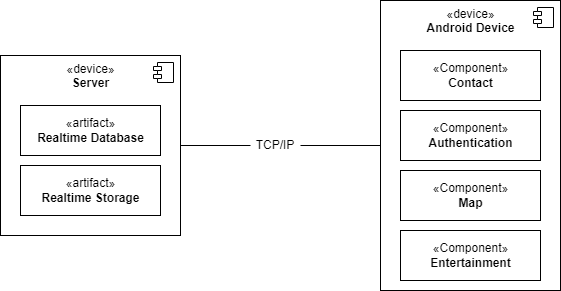 «device»
Server
«artifact»
Realtime Database
«artifact»
Realtime Storage
TCP/IP
«device»
Android Device
«Component»
Contact
«Component»
Authentication
«Component»
Map
«Component»
Entertainment